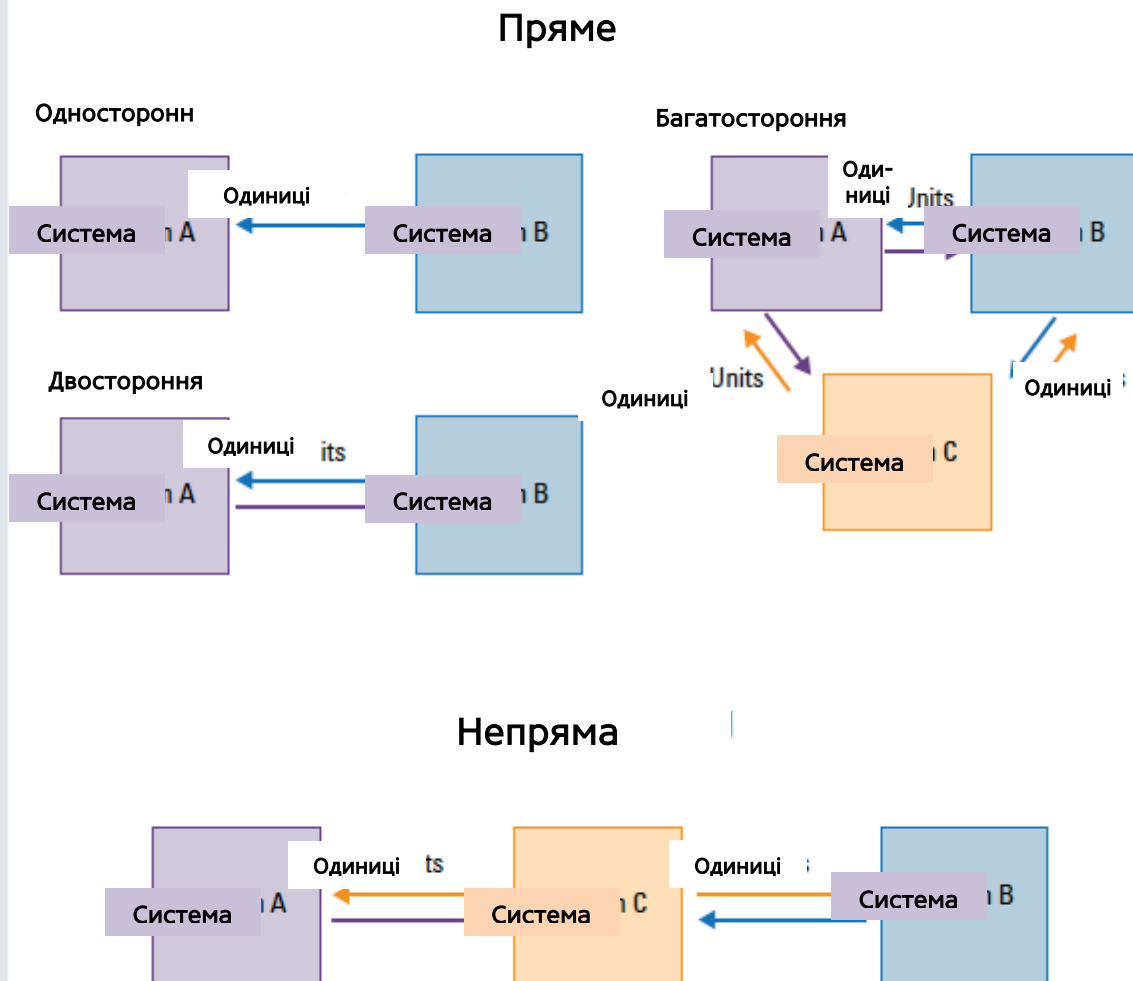 Пряме
Односторонн
Багатостороння
Одиниці
Система
n A
Система
n B
Оди-
ниці
Units
Система
A
Система
B
Двостороння
Одиниці
its
Система
n A
Система
n B
Units
Одиниці
Одиниці
Система
C
Непряма
Одиниці
ts
Одиниці
Система
A
Система
n C
Система
n B